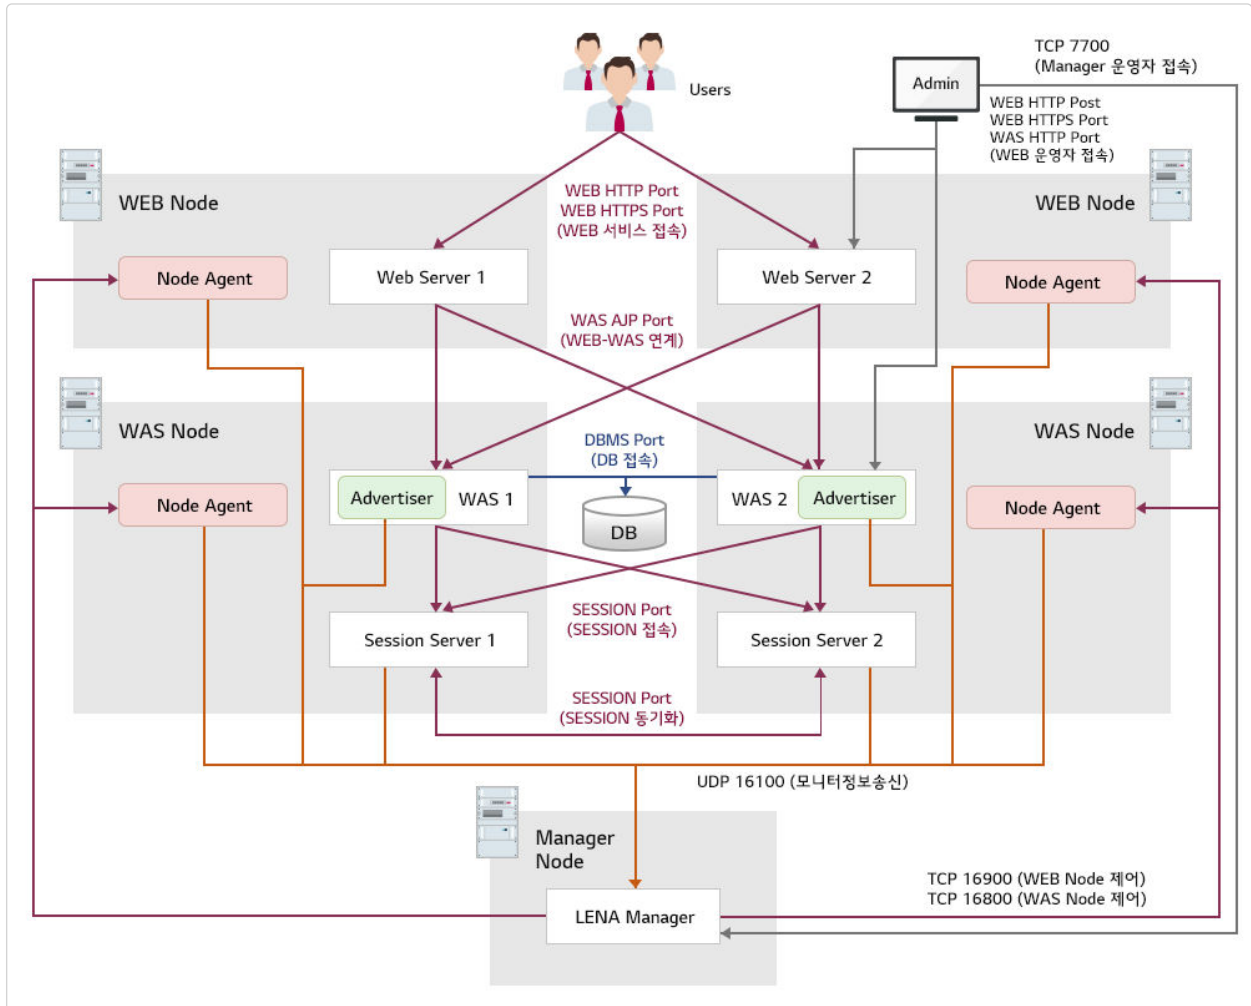 Users
Admin
TCP 7700
(Manager 운영자 접속)
WEB HTTP Post
WEB HTTPS Port
WAS HTTP Port
(WEB 운영자 접속)
WEB Node
WEB HTTP Port
WEB HTTPS Port
(WEB 서비스 접속)
WEB Node
Node Agent
Web Server 1
Web Server 2
Node Agent
WAS AJP Port
(WEB-WAS 연계)
WAS Node
WAS Node
DBMS Port
(DB 접속)
Node Agent
Advertiser
WAS 1
DB
WAS 2
Advertiser
Node Agent
SESSION Port
(SESSION 접속)
Session Server 1
Session Server 2
SESSION Port
(SESSION 동기화)
UDP 16100 (모니터정보송신)
Manager
Node
LENA Manager
TCP 16900 (WEB Node 제어)
TCP 16800 (WAS Node 제어)